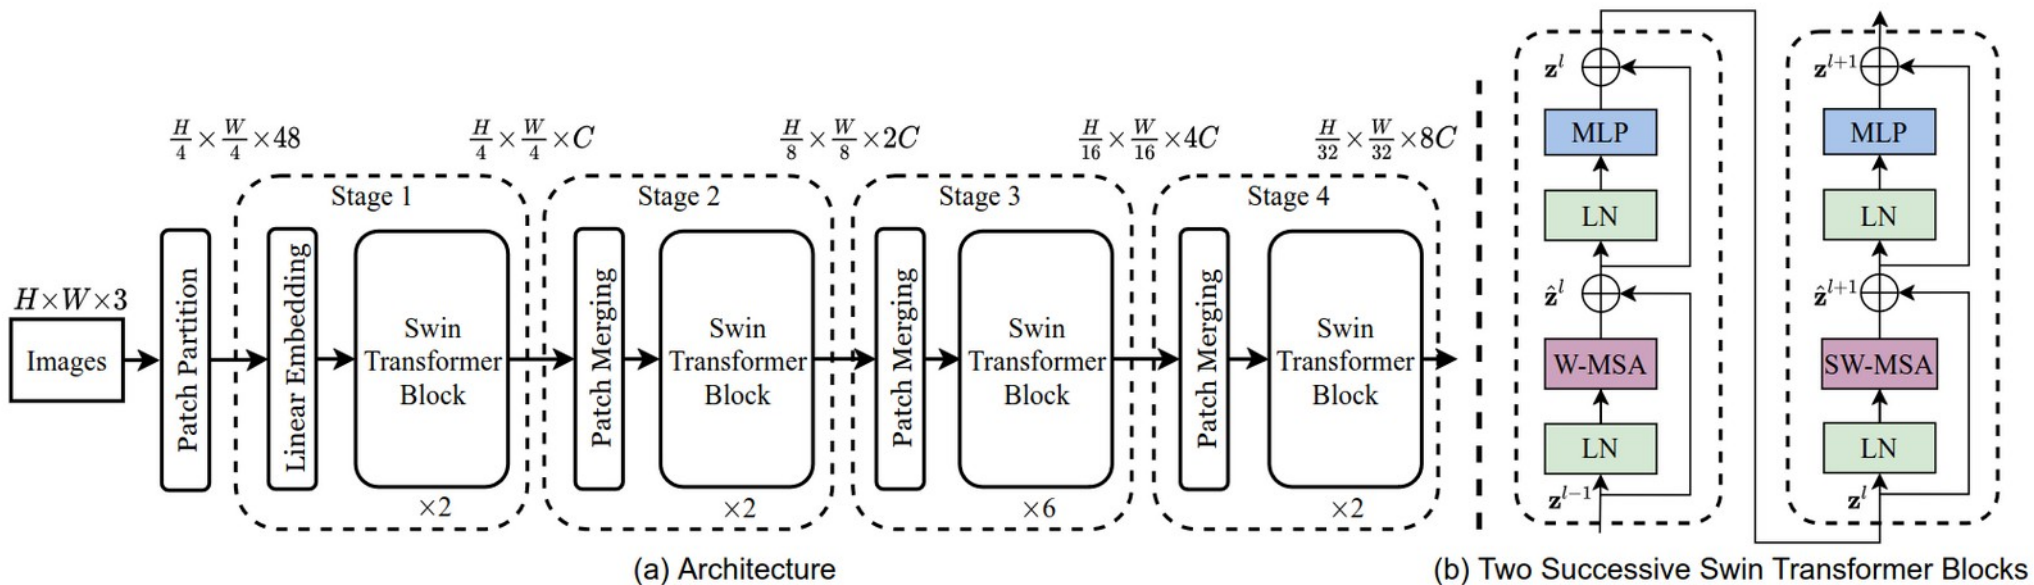 H/4 × W/4 × 48
H/4 × W/4 × C
H/8 × W/8 × 2C
H/16 × W/16 × 4C
H/32 × W/32 × 8C
H×W×3
Images
Patch Partition
Stage 1
Linear Embedding
Swin
Transformer
Block
×2
Stage 2
Patch Merging
Swin
Transformer
Block
×2
Stage 3
Patch Merging
Swin
Transformer
Block
×6
Stage 4
Patch Merging
Swin
Transformer
Block
×2
(a) Architecture
z^l
MLP
LN
ẑ^l
W-MSA
LN
z^{l−1}
z^{l+1}
MLP
LN
ẑ^{l+1}
SW-MSA
LN
z^l
(b) Two Successive Swin Transformer Blocks